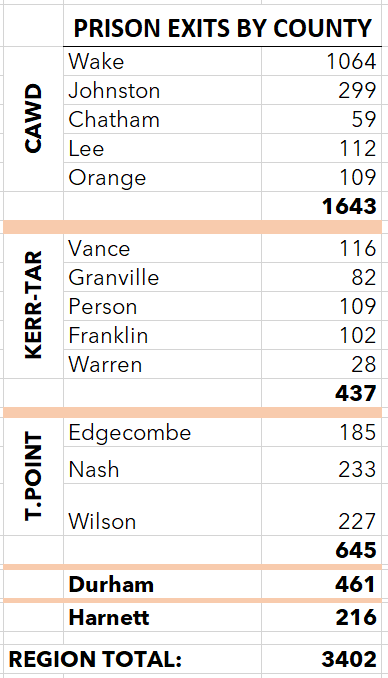 PRISON EXITS BY COUNTY
CAWD
Wake 1064
Johnston 299
Chatham 59
Lee 112
Orange 109
1643
KERR-TAR
Vance 116
Granville 82
Person 109
Franklin 102
Warren 28
437
T.POINT
Edgecombe 185
Nash 233
Wilson 227
645
Durham 461
Harnett 216
REGION TOTAL: 3402